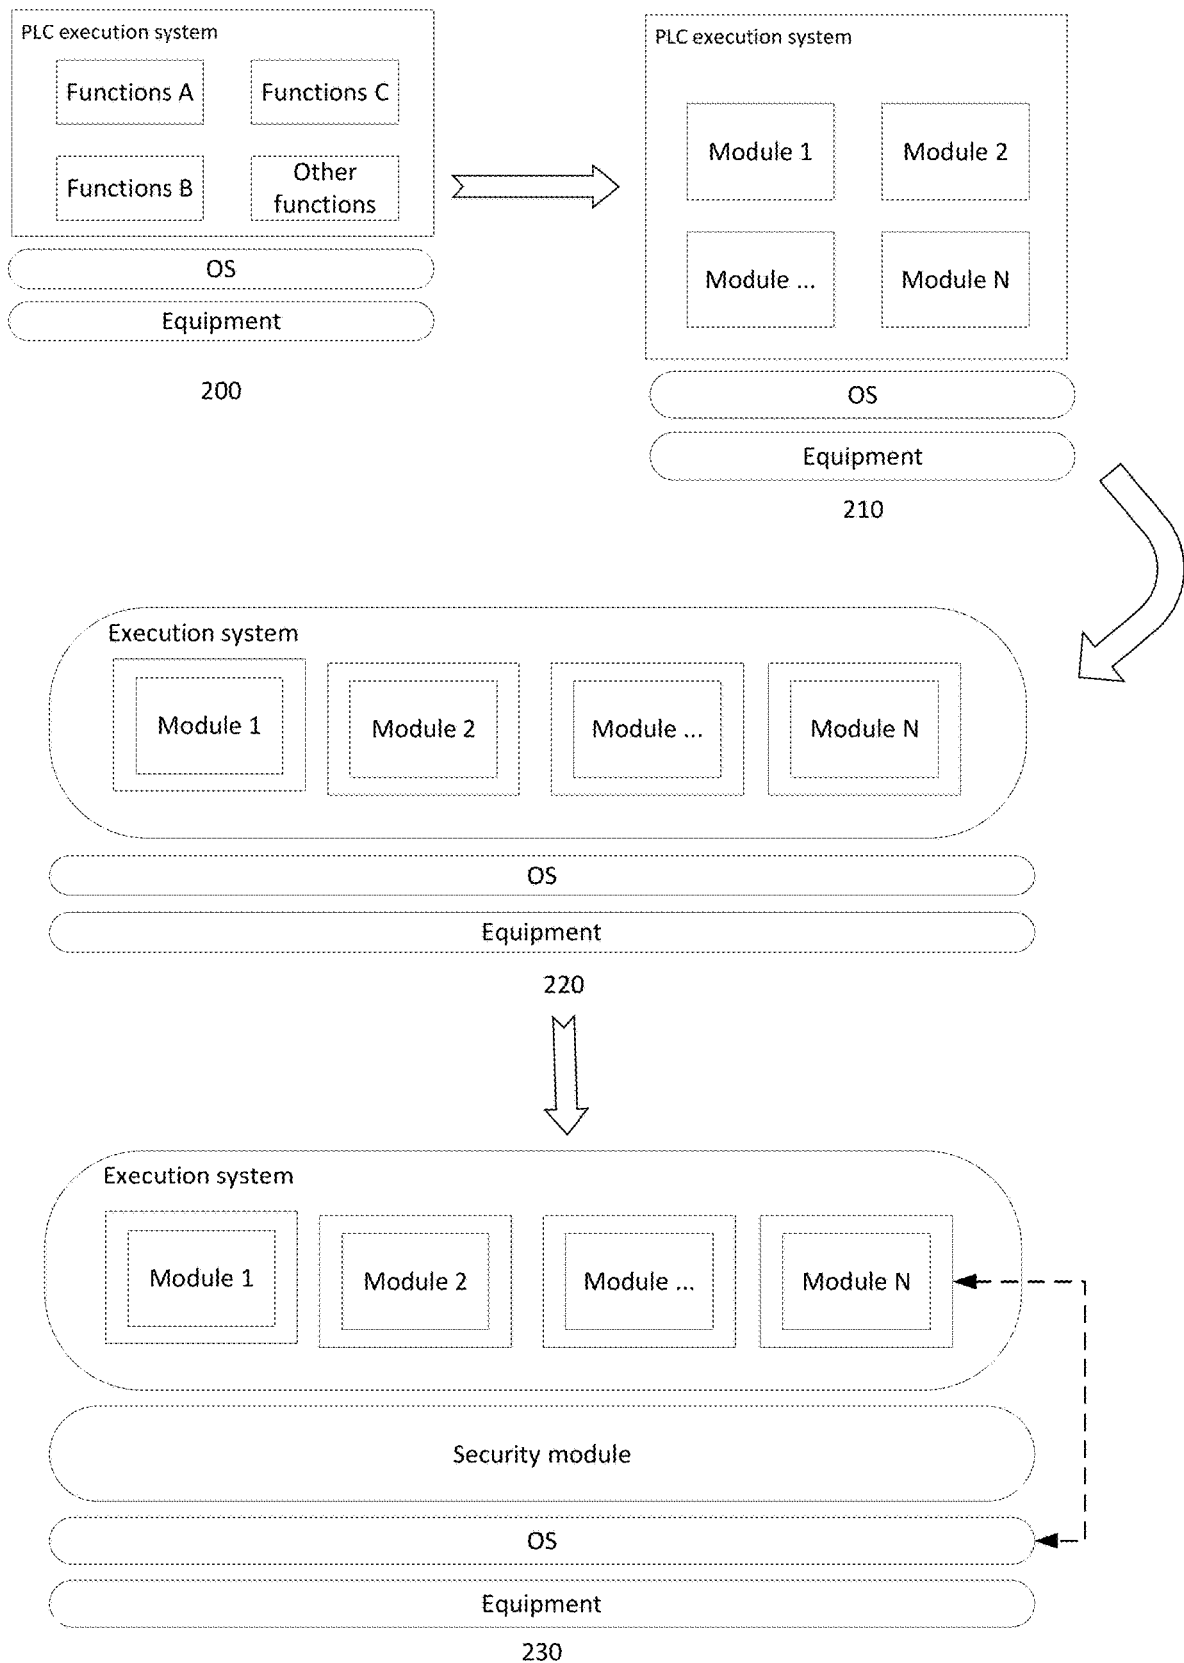 PLC execution system
Functions A
Functions C
Functions B
Other
functions
OS
Equipment
200
PLC execution system
Module 1
Module 2
Module ...
Module N
OS
Equipment
210
Execution system
Module 1
Module 2
Module ...
Module N
OS
Equipment
220
Execution system
Module 1
Module 2
Module ...
Module N
Security module
OS
Equipment
230